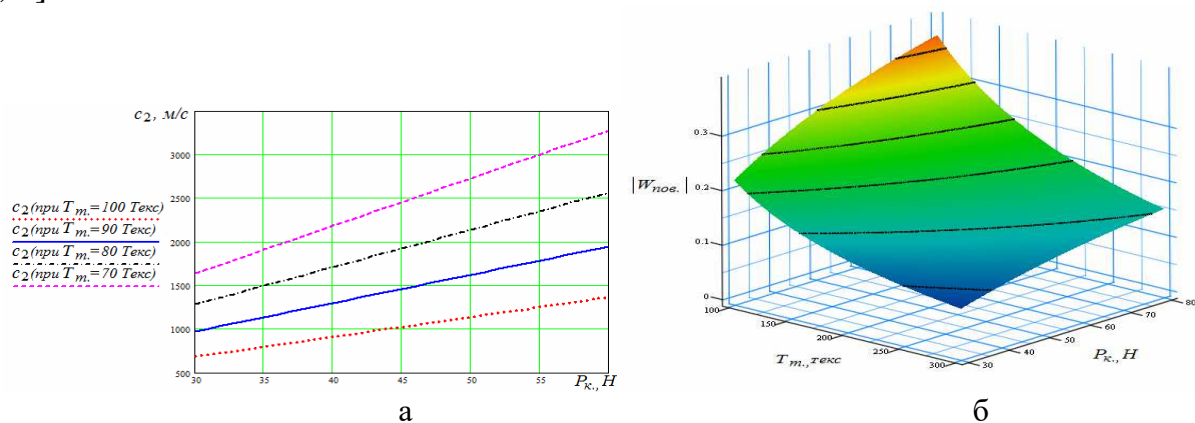 c₂, м/с
3000
2500
2000
1500
1000
500
30 35 40 45 50 55
Pк., Н
c₂(при Tт.=100 Текс)
c₂(при Tт.=90 Текс)
c₂(при Tт.=80 Текс)
c₂(при Tт.=70 Текс)
а
|Wпов.|
0.3
0.2
0.1
0
100 150 200 250 300
Tт., текс
30 40 50 60 70 80
Pк., Н
б